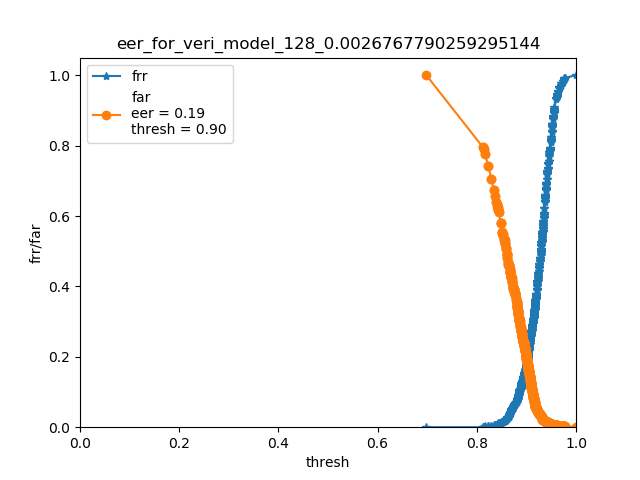 eer_for_veri_model_128_0.0026767790259295144
frr
far
eer = 0.19
thresh = 0.90
1.0
0.8
0.6
0.4
0.2
0.0
frr/far
0.0 0.2 0.4 0.6 0.8 1.0
thresh